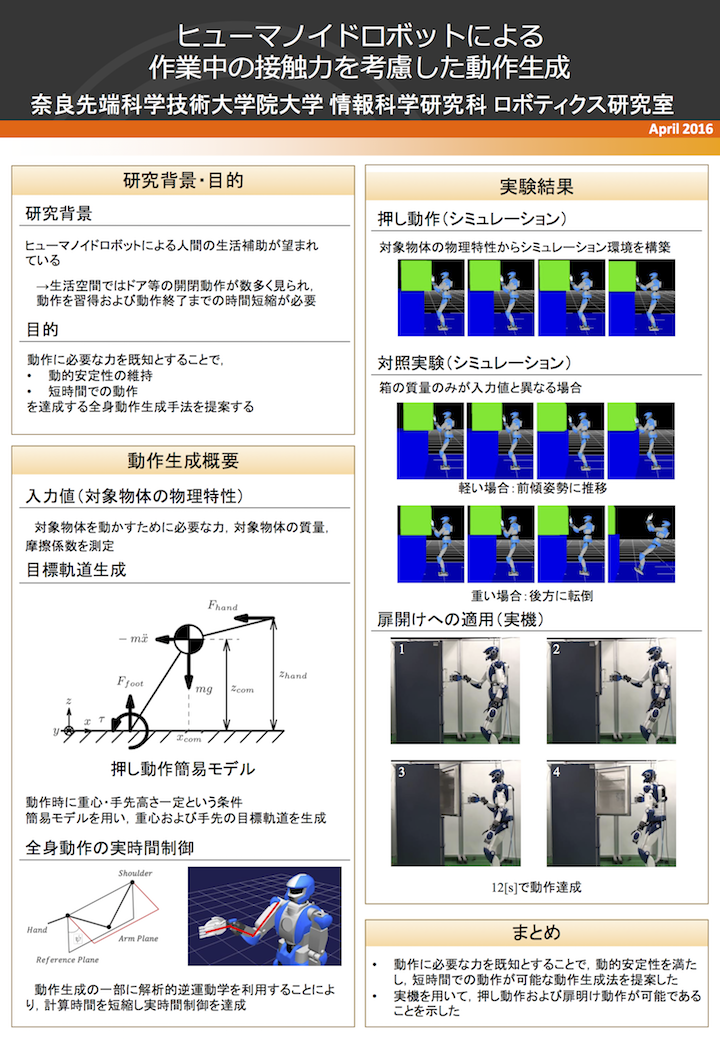 ヒューマノイドロボットによる
作業中の接触力を考慮した動作生成
奈良先端科学技術大学院大学 情報科学研究科 ロボティクス研究室
April 2016
研究背景・目的
研究背景
ヒューマノイドロボットによる人間の生活補助が望まれ
ている
→生活空間ではドア等の開閉動作が数多く見られ,
動作を習得および動作終了までの時間短縮が必要
目的
動作に必要な力を既知とすることで,
• 動的安定性の維持
• 短時間での動作
を達成する全身動作生成手法を提案する
動作生成概要
入力値(対象物体の物理特性)
対象物体を動かすために必要な力, 対象物体の質量,
摩擦係数を測定
目標軌道生成
F_hand
−mẍ
F_foot
mg
z_com
z_hand
z
x
τ
y
x_com
押し動作簡易モデル
動作時に重心・手先高さ一定という条件
簡易モデルを用い, 重心および手先の目標軌道を生成
全身動作の実時間制御
Shoulder
Hand
Arm Plane
ψ
Reference Plane
動作生成の一部に解析的逆運動学を利用することによ
り, 計算時間を短縮し実時間制御を達成
実験結果
押し動作(シミュレーション)
対象物体の物理特性からシミュレーション環境を構築
対照実験(シミュレーション)
箱の質量のみが入力値と異なる場合
軽い場合:前傾姿勢に推移
重い場合:後方に転倒
扉開けへの適用(実機)
1
2
3
4
12[s]で動作達成
まとめ
• 動作に必要な力を既知とすることで, 動的安定性を満た
し, 短時間での動作が可能な動作生成法を提案した
• 実機を用いて, 押し動作および扉明け動作が可能である
ことを示した